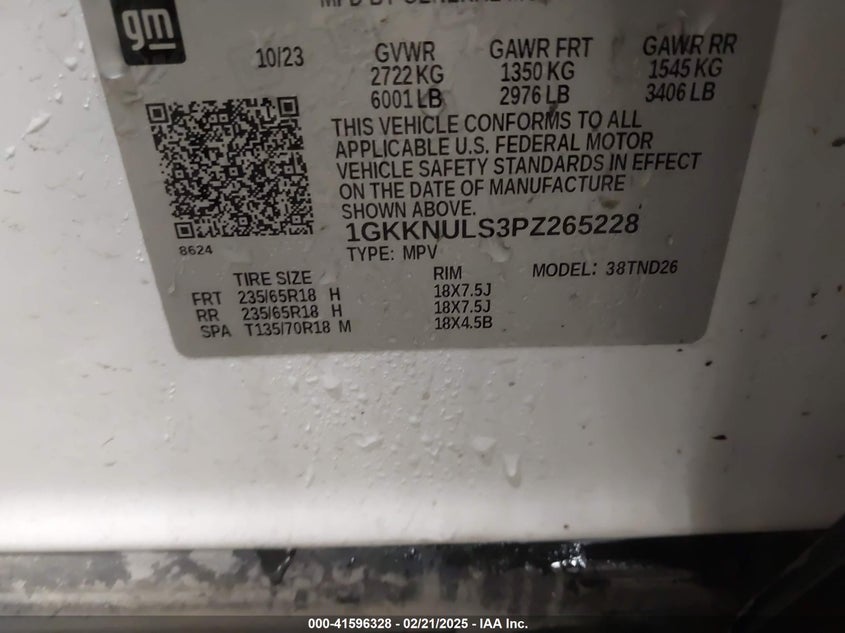 gm
MFD BY GENERAL
10/23
GVWR GAWR FRT GAWR RR
2722 KG 1350 KG 1545 KG
6001 LB 2976 LB 3406 LB
THIS VEHICLE CONFORMS TO ALL
APPLICABLE U.S. FEDERAL MOTOR
VEHICLE SAFETY STANDARDS IN EFFECT
ON THE DATE OF MANUFACTURE
SHOWN ABOVE.
1GKKNULS3PZ265228
8624
TYPE: MPV MODEL: 38TND26
TIRE SIZE RIM
FRT 235/65R18 H 18X7.5J
RR 235/65R18 H 18X7.5J
SPA T135/70R18 M 18X4.5B
000-41596328 - 02/21/2025 - IAA Inc.